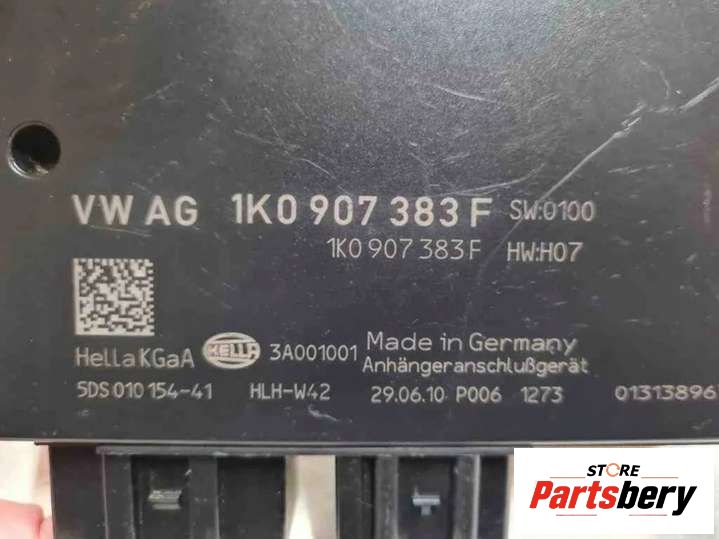 VW AG 1K0 907 383 F SW:0100
1K0 907 383 F HW:H07
Hella KGaA HELLA 3A001001 Made in Germany
Anhängeranschlußgerät
5DS 010 154-41 HLH-W42 29.06.10 P006 1273 01313896
STORE
Partsbery